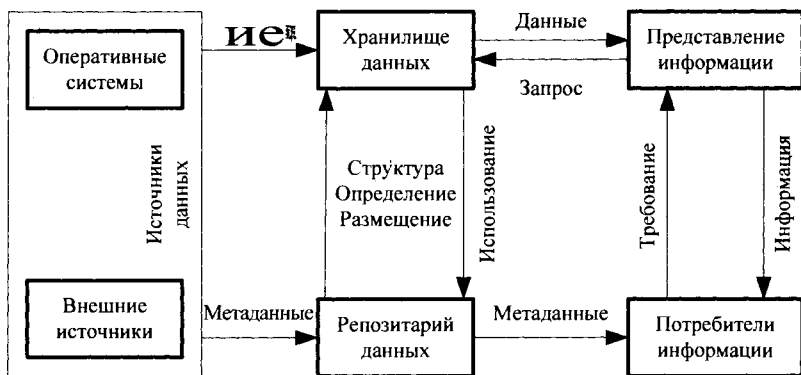 Оперативные
системы
ие
Хранилище
данных
Данные
Запрос
Представление
информации
Источники
данных
Структура
Определение
Размещение
Использование
Требование
Информация
Внешние
источники
Метаданные
Репозитарий
данных
Метаданные
Потребители
информации